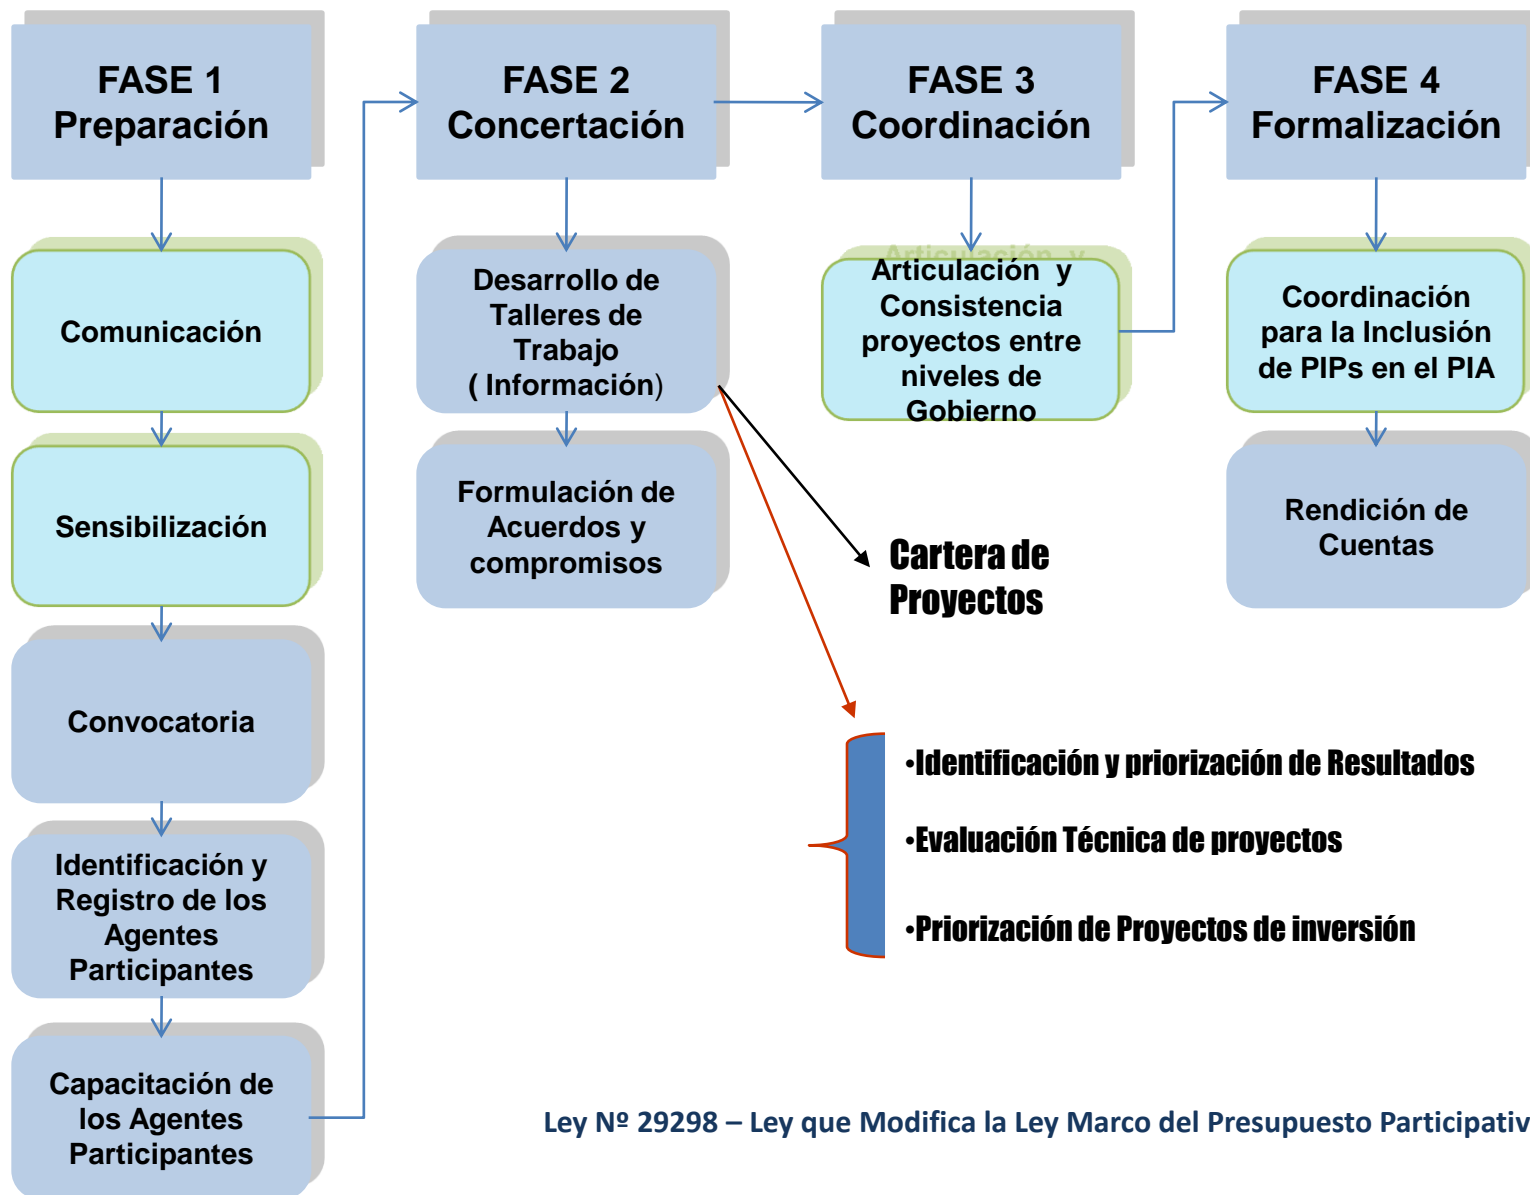 FASE 1
Preparación
Comunicación
Sensibilización
Convocatoria
Identificación y
Registro de los
Agentes
Participantes
Capacitación de
los Agentes
Participantes
FASE 2
Concertación
Desarrollo de
Talleres de
Trabajo
( Información)
Formulación de
Acuerdos y
compromisos
FASE 3
Coordinación
Articulación y
Consistencia
proyectos entre
niveles de
Gobierno
Cartera de
Proyectos
•Identificación y priorización de Resultados
•Evaluación Técnica de proyectos
•Priorización de Proyectos de inversión
FASE 4
Formalización
Coordinación
para la Inclusión
de PIPs en el PIA
Rendición de
Cuentas
Ley Nº 29298 – Ley que Modifica la Ley Marco del Presupuesto Participativ